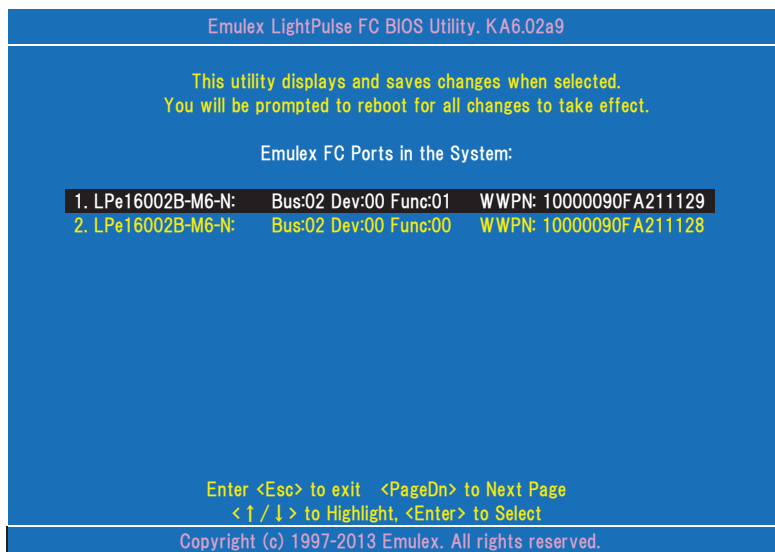 Emulex LightPulse FC BIOS Utility. KA6.02a9
This utility displays and saves changes when selected.
You will be prompted to reboot for all changes to take effect.
Emulex FC Ports in the System:
1. LPe16002B-M6-N: Bus:02 Dev:00 Func:01 WWPN: 10000090FA211129
2. LPe16002B-M6-N: Bus:02 Dev:00 Func:00 WWPN: 10000090FA211128
Enter <Esc> to exit <PageDn> to Next Page
<↑/↓> to Highlight, <Enter> to Select
Copyright (c) 1997-2013 Emulex. All rights reserved.